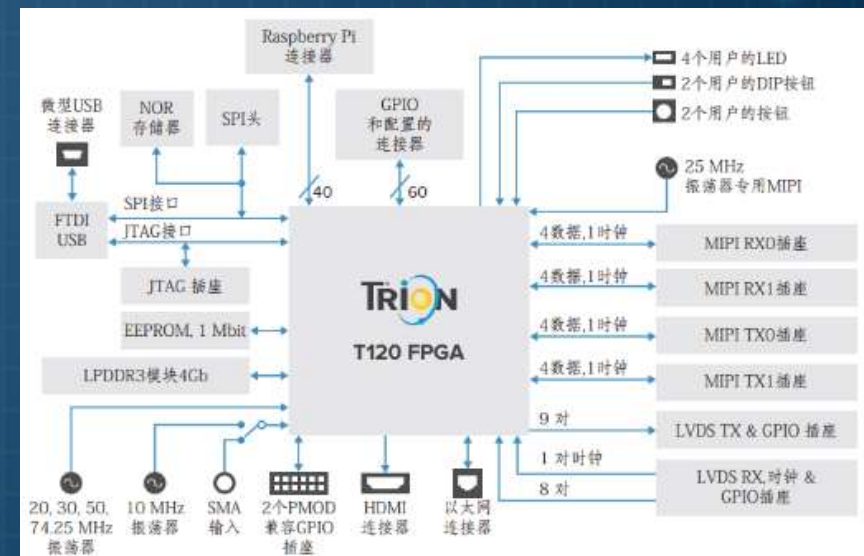 Raspberry Pi
连接器
微型USB
连接器
NOR
存储器
SPI头
GPIO
和配置的
连接器
4个用户的LED
2个用户的DIP按钮
2个用户的按钮
25 MHz
振荡器专用MIPI
40
60
FTDI
USB
SPI接口
JTAG接口
JTAG 插座
EEPROM, 1 Mbit
LPDDR3模块4Gb
TRION
T120 FPGA
4数据,1时钟
MIPI RX0插座
4数据,1时钟
MIPI RX1插座
4数据,1时钟
MIPI TX0插座
4数据,1时钟
MIPI TX1插座
9 对
LVDS TX & GPIO 插座
1 对时钟
8 对
LVDS RX,时钟 &
GPIO插座
20, 30, 50,
74.25 MHz
振荡器
10 MHz
振荡器
SMA
输入
2个PMOD
兼容GPIO
插座
HDMI
连接器
以太网
连接器